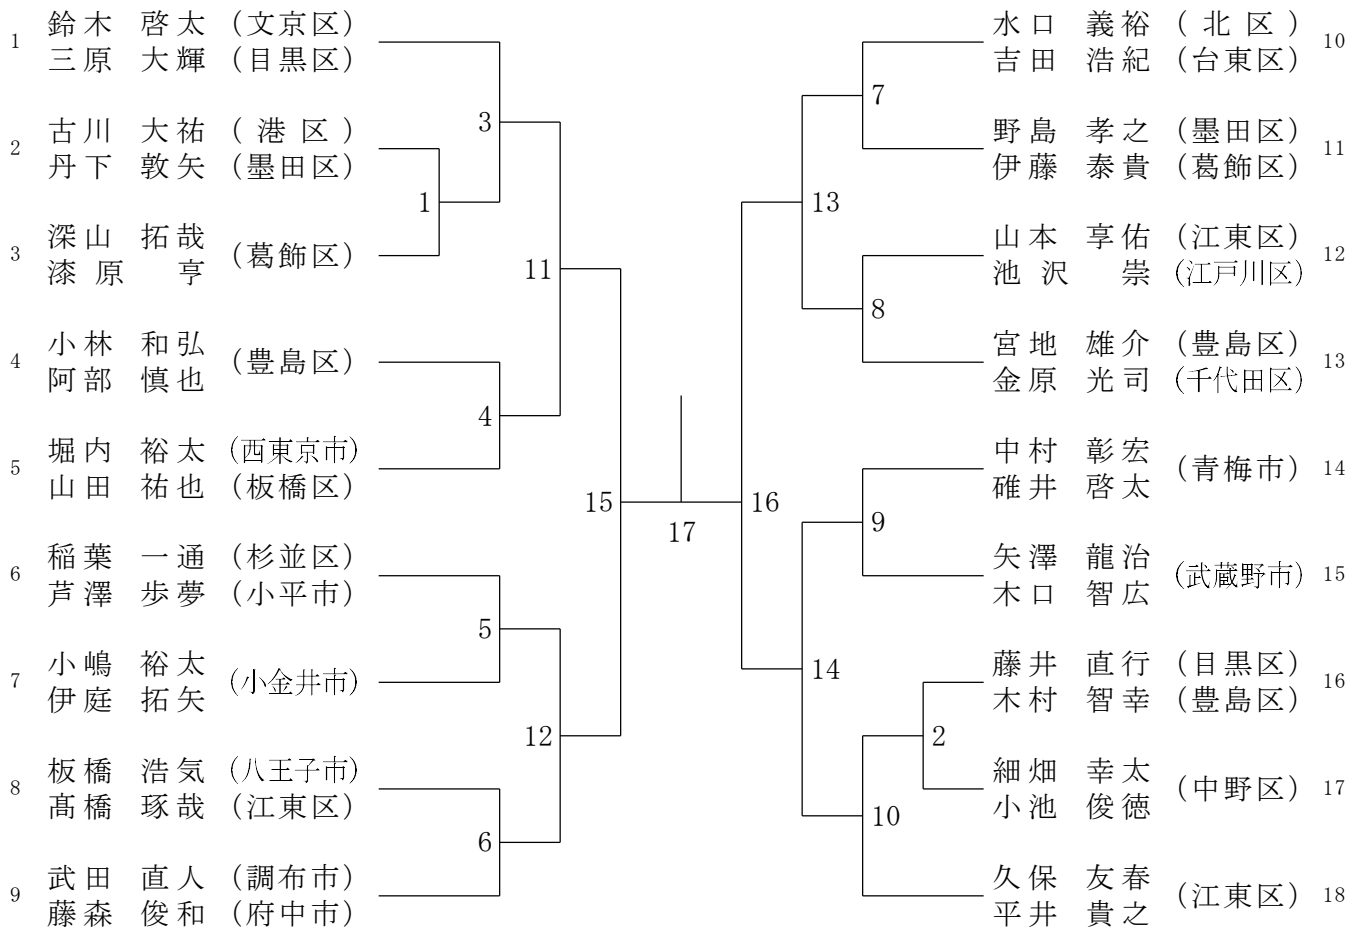 1 鈴木 啓太 (文京区)
三原 大輝 (目黒区)
2 古川 大祐 (港区)
丹下 敦矢 (墨田区)
3 深山 拓哉 (葛飾区)
漆原 亨
4 小林 和弘 (豊島区)
阿部 慎也
5 堀内 裕太 (西東京市)
山田 祐也 (板橋区)
6 稲葉 一通 (杉並区)
芦澤 歩夢 (小平市)
7 小嶋 裕太 (小金井市)
伊庭 拓矢
8 板橋 浩気 (八王子市)
髙橋 琢哉 (江東区)
9 武田 直人 (調布市)
藤森 俊和 (府中市)
3
1
11
4
15
5
12
6
17
7
13
8
16
9
14
2
10
水口 義裕 (北区) 10
吉田 浩紀 (台東区)
野島 孝之 (墨田区) 11
伊藤 泰貴 (葛飾区)
山本 享佑 (江東区) 12
池沢 崇 (江戸川区)
宮地 雄介 (豊島区) 13
金原 光司 (千代田区)
中村 彰宏 (青梅市) 14
碓井 啓太
矢澤 龍治 (武蔵野市) 15
木口 智広
藤井 直行 (目黒区) 16
木村 智幸 (豊島区)
細畑 幸太 (中野区) 17
小池 俊徳
久保 友春 (江東区) 18
平井 貴之